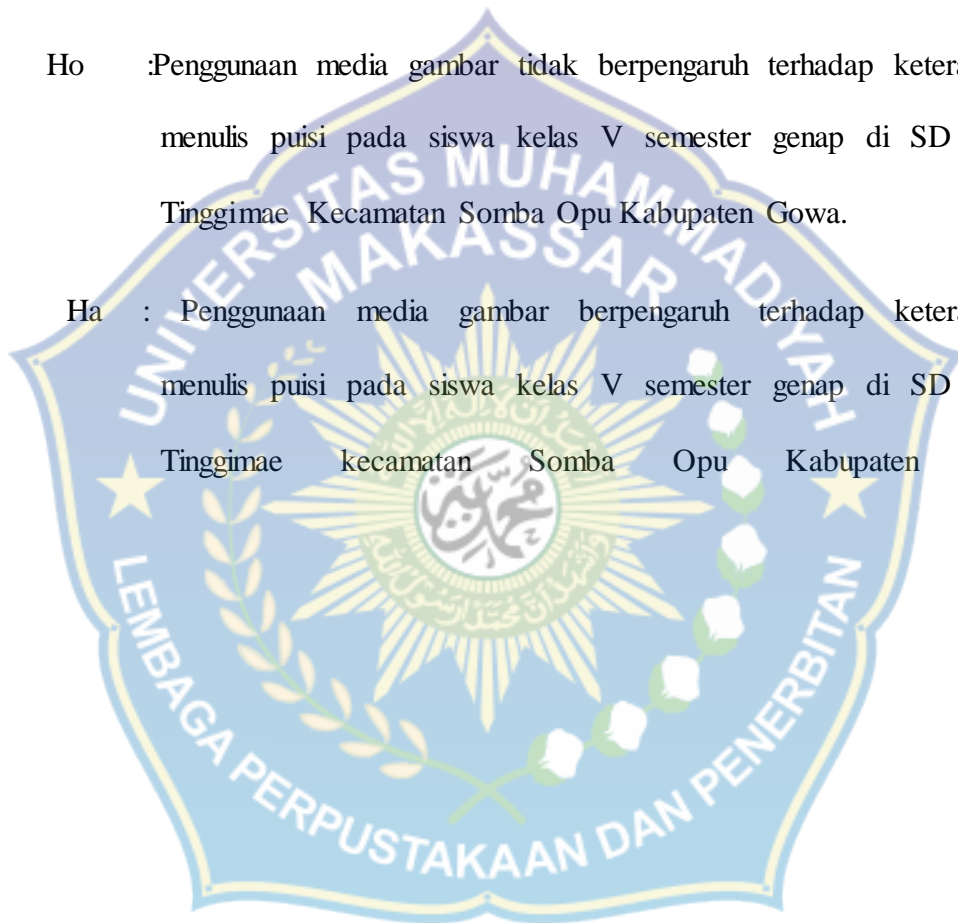 Ho :Penggunaan media gambar tidak berpengaruh terhadap ketera
menulis puisi pada siswa kelas V semester genap di SD
Tinggimae Kecamatan Somba Opu Kabupaten Gowa.
Ha : Penggunaan media gambar berpengaruh terhadap ketera
menulis puisi pada siswa kelas V semester genap di SD
Tinggimae kecamatan Somba Opu Kabupaten
UNIVERSITAS MUHAMMADIYAH
MAKASSAR
LEMBAGA PERPUSTAKAAN DAN PENERBITAN